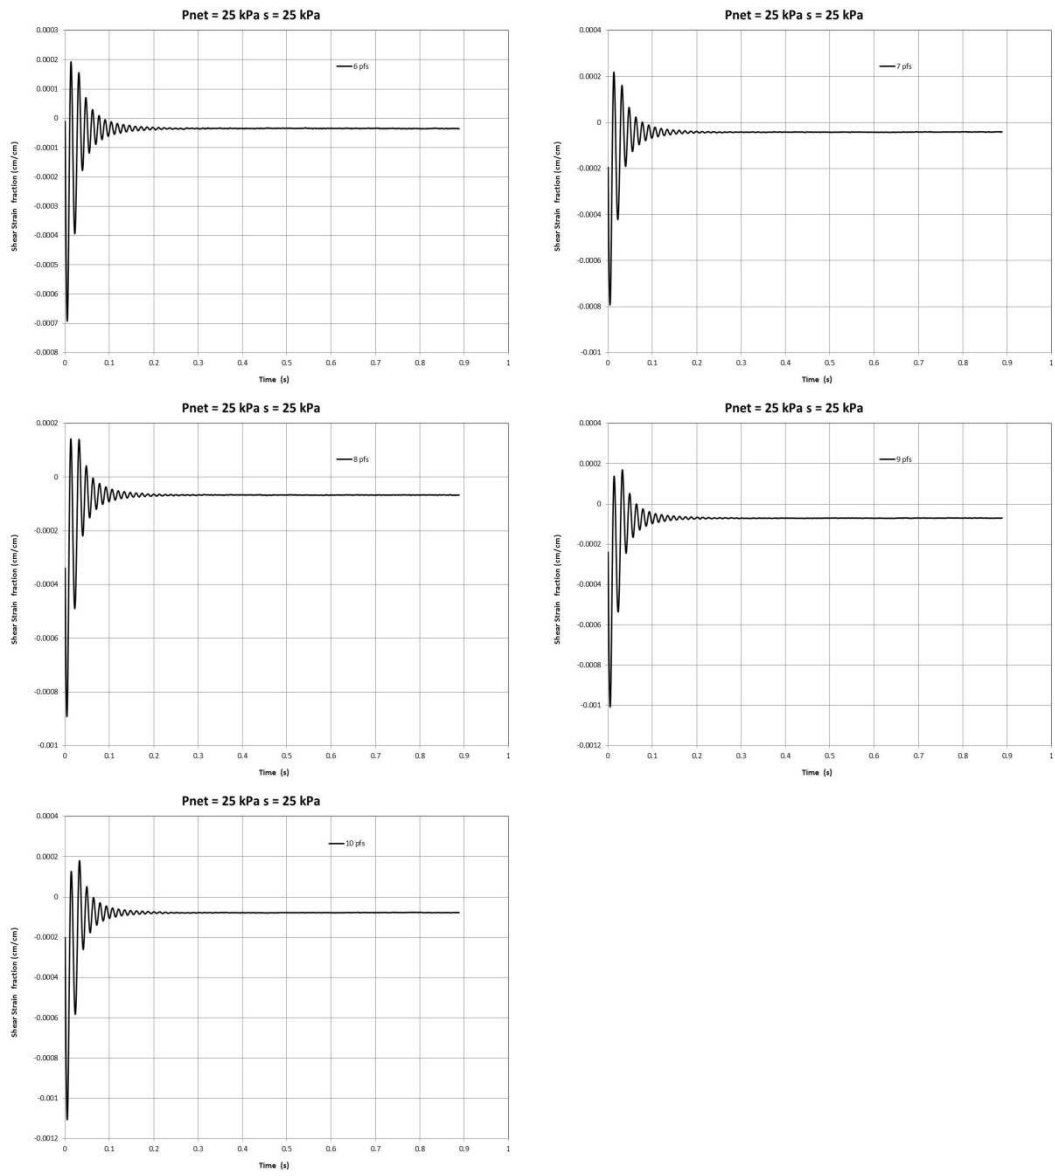 Pnet = 25 kPa s = 25 kPa
6 pfs
0.0003
0.0002
0.0001
0
-0.0001
-0.0002
-0.0003
-0.0004
-0.0005
-0.0006
-0.0007
-0.0008
Shear Strain fraction (cm/cm)
0 0.1 0.2 0.3 0.4 0.5 0.6 0.7 0.8 0.9 1
Time (s)
Pnet = 25 kPa s = 25 kPa
7 pfs
0.0004
0.0002
0
-0.0002
-0.0004
-0.0006
-0.0008
-0.001
Shear Strain fraction (cm/cm)
0 0.1 0.2 0.3 0.4 0.5 0.6 0.7 0.8 0.9 1
Time (s)
Pnet = 25 kPa s = 25 kPa
8 pfs
0.0002
0
-0.0002
-0.0004
-0.0006
-0.0008
-0.001
Shear Strain fraction (cm/cm)
0 0.1 0.2 0.3 0.4 0.5 0.6 0.7 0.8 0.9 1
Time (s)
Pnet = 25 kPa s = 25 kPa
9 pfs
0.0004
0.0002
0
-0.0002
-0.0004
-0.0006
-0.0008
-0.001
-0.0012
Shear Strain fraction (cm/cm)
0 0.1 0.2 0.3 0.4 0.5 0.6 0.7 0.8 0.9 1
Time (s)
Pnet = 25 kPa s = 25 kPa
10 pfs
0.0004
0.0002
0
-0.0002
-0.0004
-0.0006
-0.0008
-0.001
-0.0012
Shear Strain fraction (cm/cm)
0 0.1 0.2 0.3 0.4 0.5 0.6 0.7 0.8 0.9 1
Time (s)